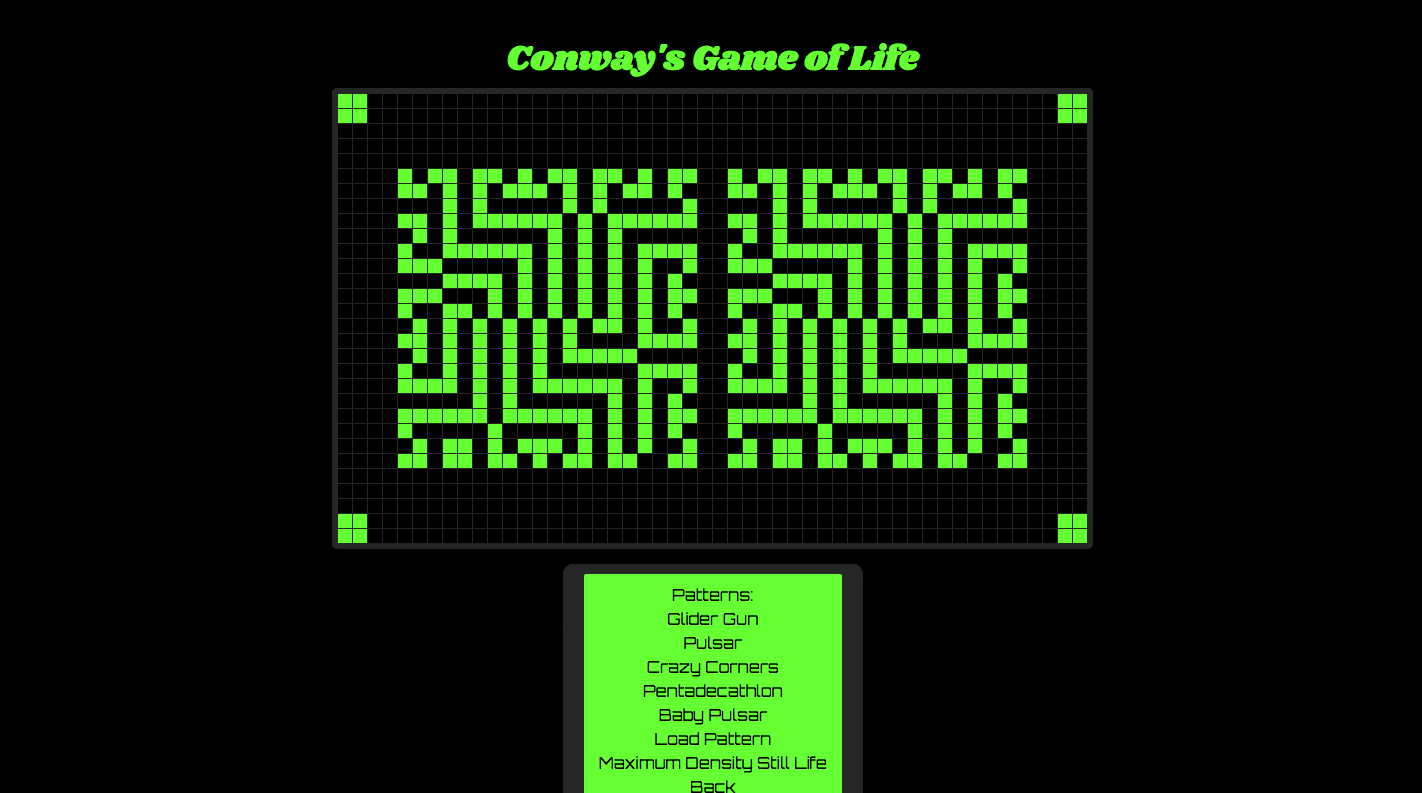 Conway's Game of Life
Patterns:
Glider Gun
Pulsar
Crazy Corners
Pentadecathlon
Baby Pulsar
Load Pattern
Maximum Density Still Life
Back